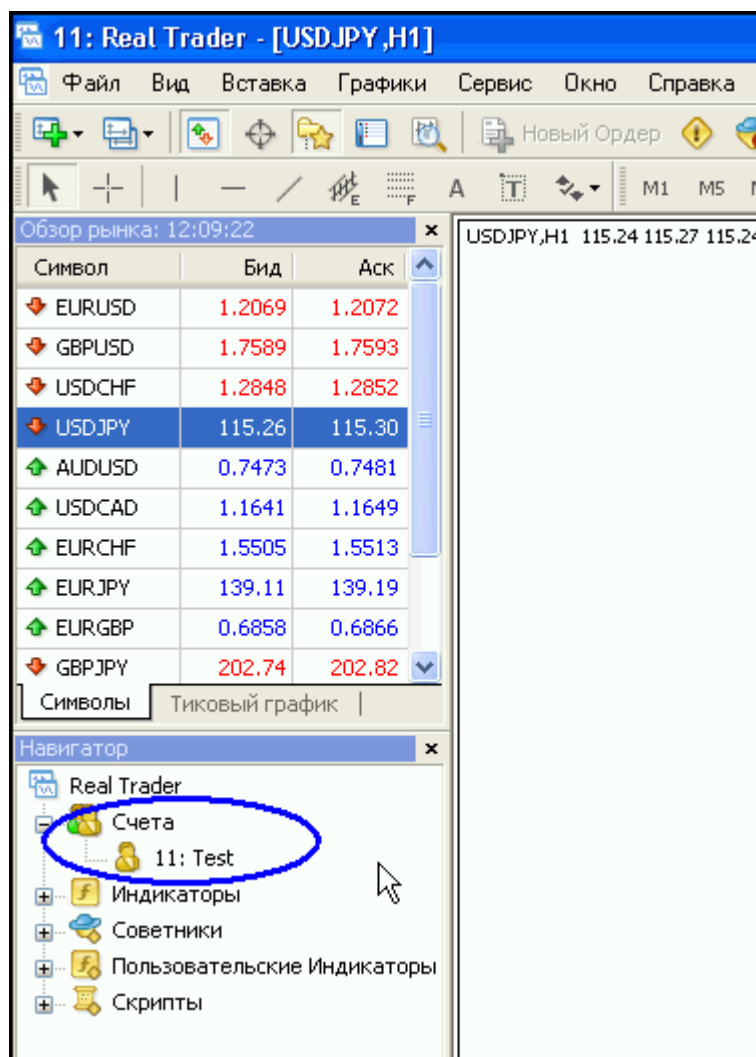 11: Real Trader - [USDJPY,H1]
Файл Вид Вставка Графики Сервис Окно Справка
Новый Ордер
E F A T M1 M5
Обзор рынка: 12:09:22
USDJPY,H1 115.24 115.27 115.24
Символ Бид Аск
EURUSD 1.2069 1.2072
GBPUSD 1.7589 1.7593
USDCHF 1.2848 1.2852
USDJPY 115.26 115.30
AUDUSD 0.7473 0.7481
USDCAD 1.1641 1.1649
EURCHF 1.5505 1.5513
EURJPY 139.11 139.19
EURGBP 0.6858 0.6866
GBPJPY 202.74 202.82
Символы Тиковый график
Навигатор
Real Trader
Счета
11: Test
Индикаторы
Советники
Пользовательские Индикаторы
Скрипты